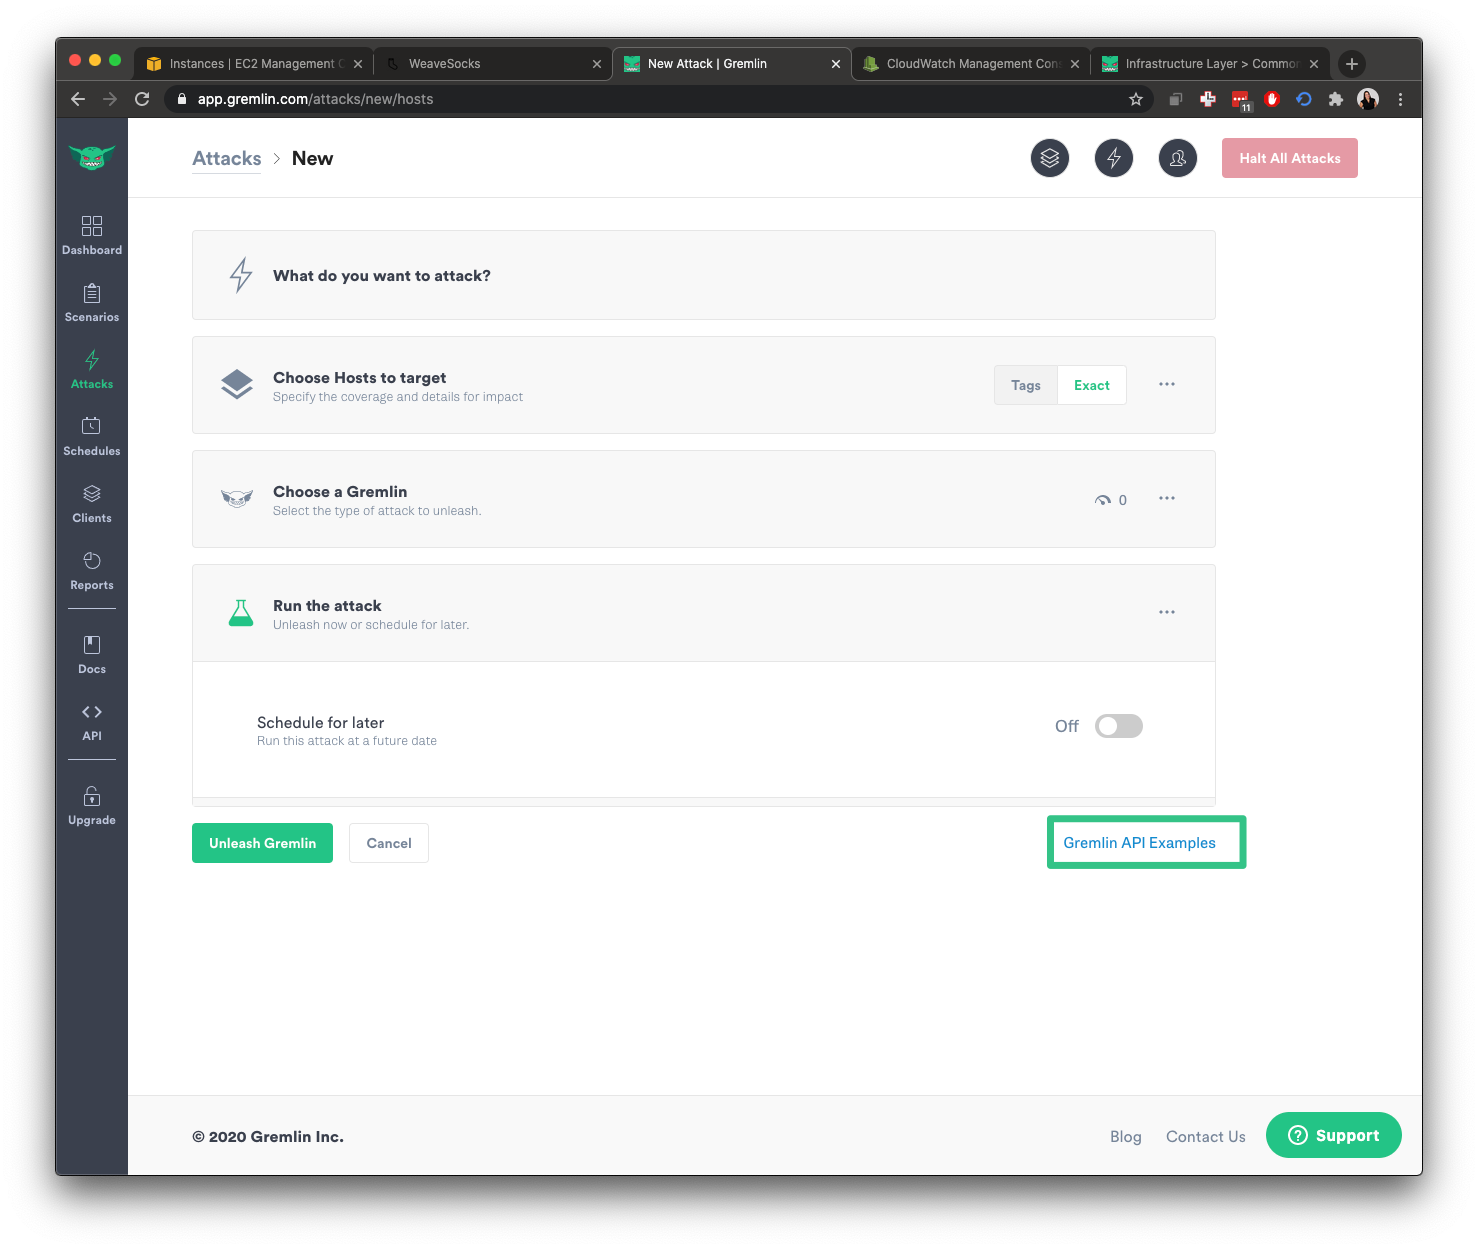 Instances | EC2 Management C
WeaveSocks
New Attack | Gremlin
CloudWatch Management Con
Infrastructure Layer > Common
app.gremlin.com/attacks/new/hosts
11
Attacks > New
Halt All Attacks
Dashboard
Scenarios
Attacks
Schedules
Clients
Reports
Docs
API
Upgrade
What do you want to attack?
Choose Hosts to target
Specify the coverage and details for impact
Tags
Exact
Choose a Gremlin
Select the type of attack to unleash.
0
Run the attack
Unleash now or schedule for later.
Schedule for later
Run this attack at a future date
Off
Unleash Gremlin
Cancel
Gremlin API Examples
© 2020 Gremlin Inc.
Blog
Contact Us
Support